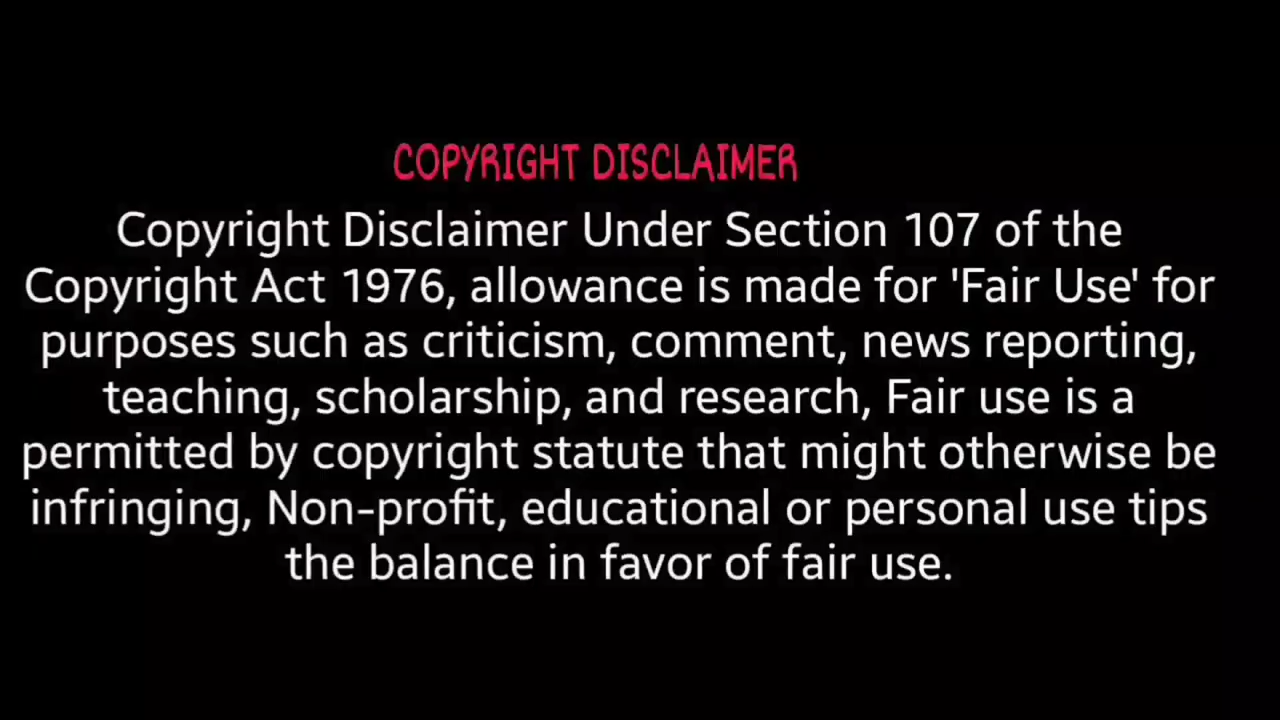 COPYRIGHT DISCLAIMER
Copyright Disclaimer Under Section 107 of the
Copyright Act 1976, allowance is made for 'Fair Use' for
purposes such as criticism, comment, news reporting,
teaching, scholarship, and research, Fair use is a
permitted by copyright statute that might otherwise be
infringing, Non-profit, educational or personal use tips
the balance in favor of fair use.